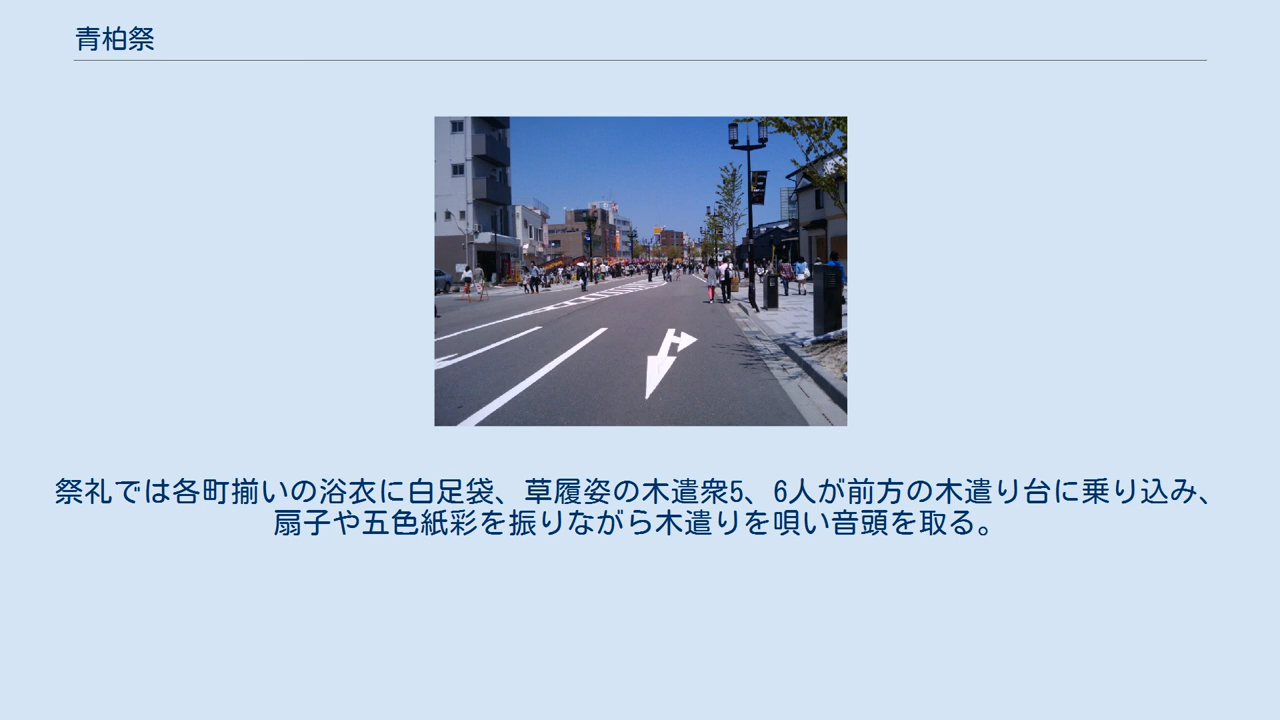 青柏祭
祭礼では各町揃いの浴衣に白足袋、草履姿の木遣衆5、6人が前方の木遣り台に乗り込み、
扇子や五色紙彩を振りながら木遣りを唄い音頭を取る。